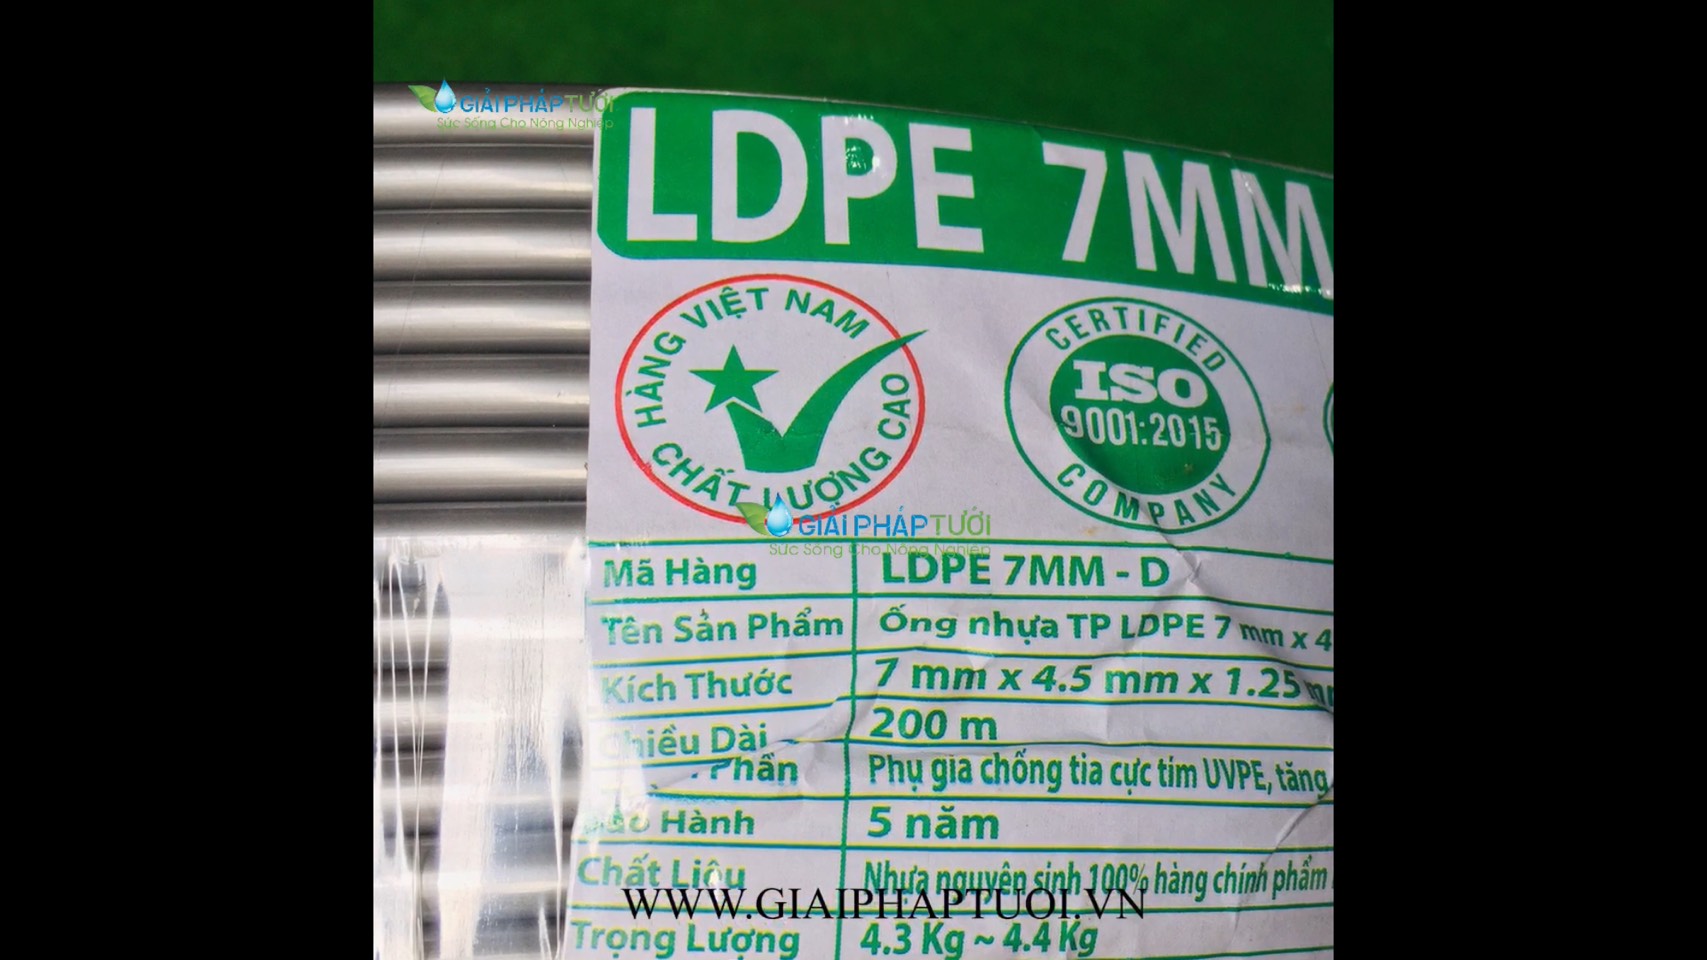 GIẢI PHÁP TƯỚI
Sức Sống Cho Nông Nghiệp
LDPE 7MM
HÀNG VIỆT NAM
CHẤT LƯỢNG CAO
CERTIFIED
ISO
9001:2015
COMPANY
GIẢI PHÁP TƯỚI
Sức Sống Cho Nông Nghiệp
Mã Hàng LDPE 7MM - D
Tên Sản Phẩm Ống nhựa TP LDPE 7 mm x 4
Kích Thước 7 mm x 4.5 mm x 1.25
Chiều Dài 200 m
Phần Phụ gia chống tia cực tím UVPE, tăng
Bảo Hành 5 năm
Chất Liệu Nhựa nguyên sinh 100% hàng chính phẩm
WWW.GIAIPHAPTUOI.VN
Trọng Lượng 4.3 Kg ~ 4.4 Kg